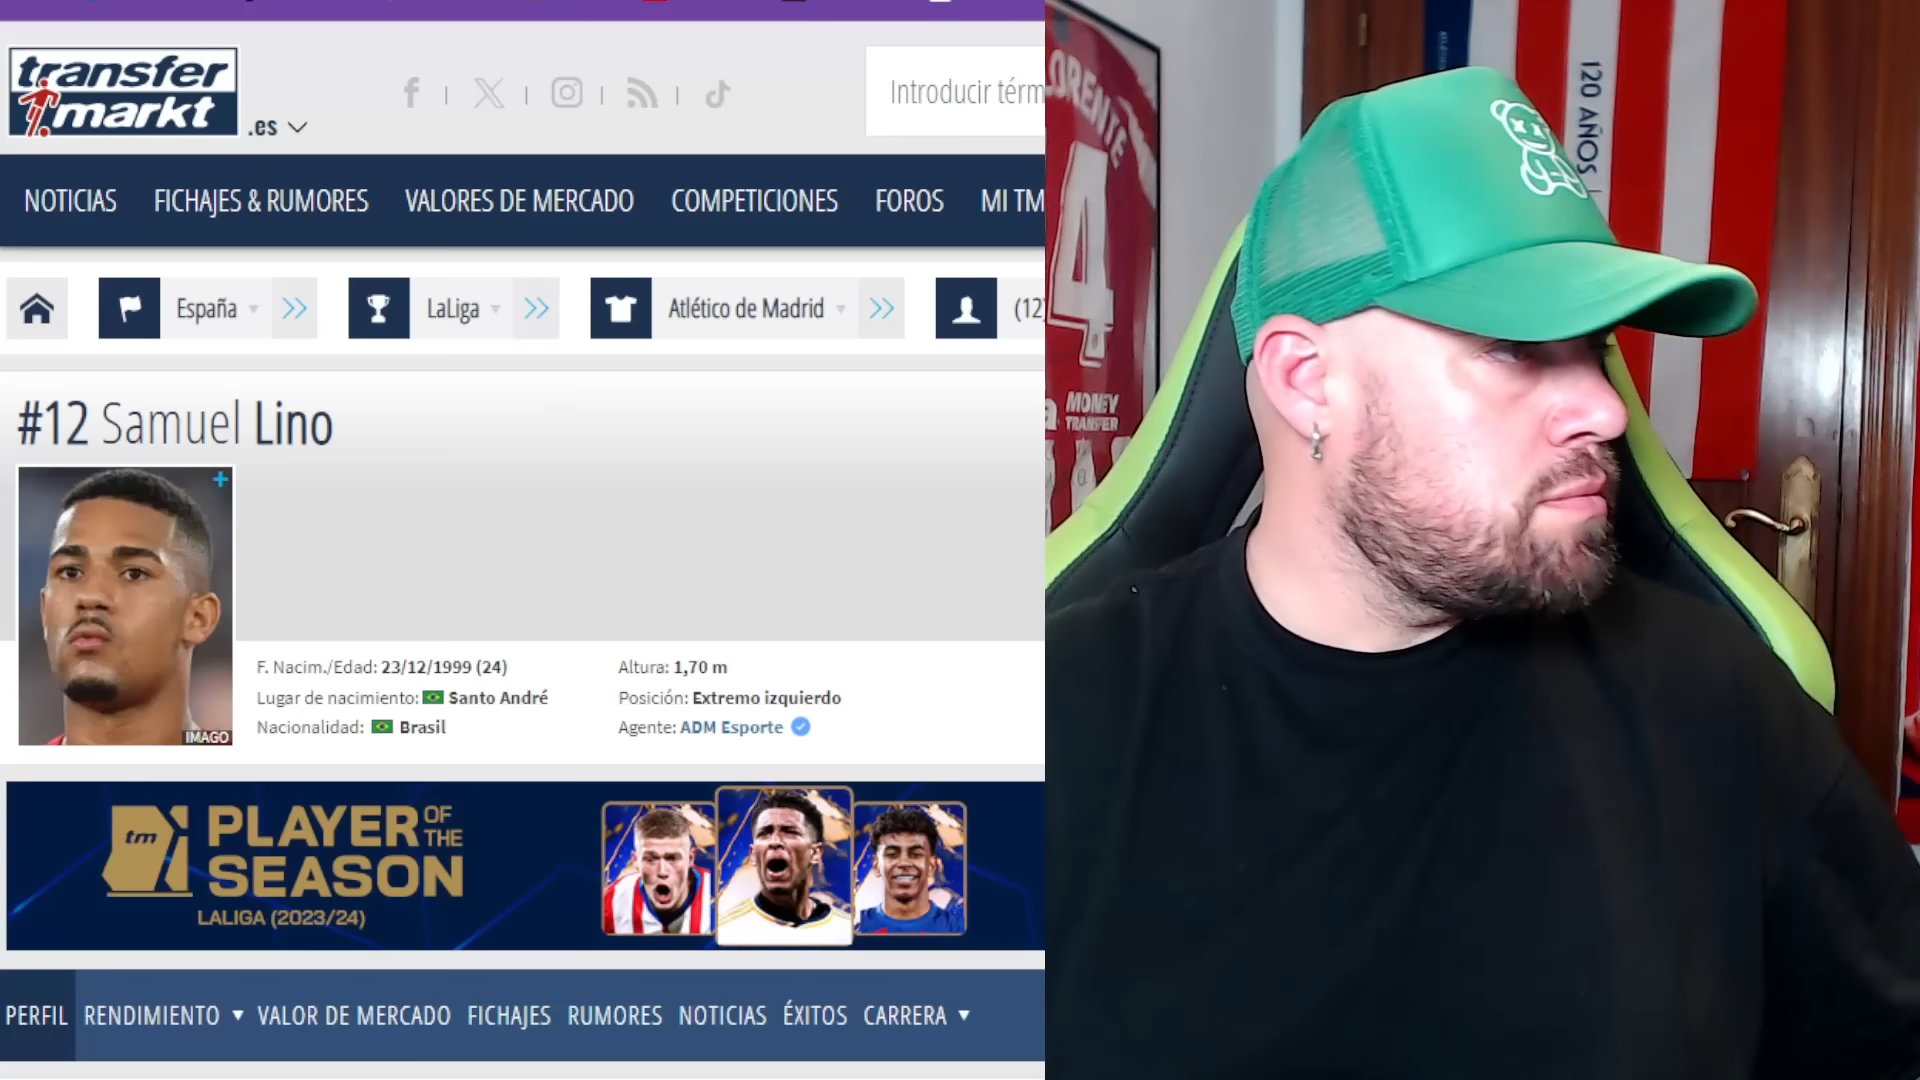 transfer
markt
.es
Introducir térm
NOTICIAS FICHAJES & RUMORES VALORES DE MERCADO COMPETICIONES FOROS MI TM
España LaLiga Atlético de Madrid (12)
#12 Samuel Lino
IMAGO
F. Nacim./Edad: 23/12/1999 (24)
Lugar de nacimiento: Santo André
Nacionalidad: Brasil
Altura: 1,70 m
Posición: Extremo izquierdo
Agente: ADM Esporte
tm
PLAYER OF THE
SEASON
LALIGA (2023/24)
PERFIL RENDIMIENTO VALOR DE MERCADO FICHAJES RUMORES NOTICIAS ÉXITOS CARRERA
LORENTE
14
MONEY
TRANSFER
120 AÑOS